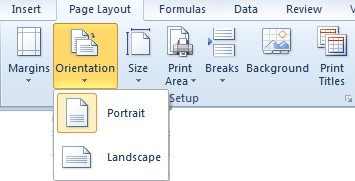 Insert Page Layout Formulas Data Review
Margins Orientation Size Print Area Breaks Background Print Titles
Setup
Portrait
Landscape